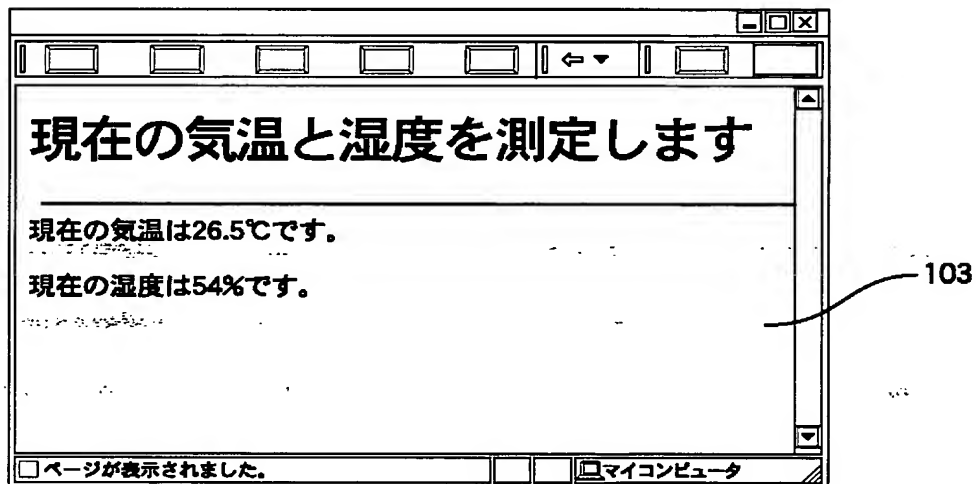 現在の気温と湿度を測定します
現在の気温は26.5℃です。
現在の湿度は54%です。
103
ページが表示されました。
マイコンピュータ